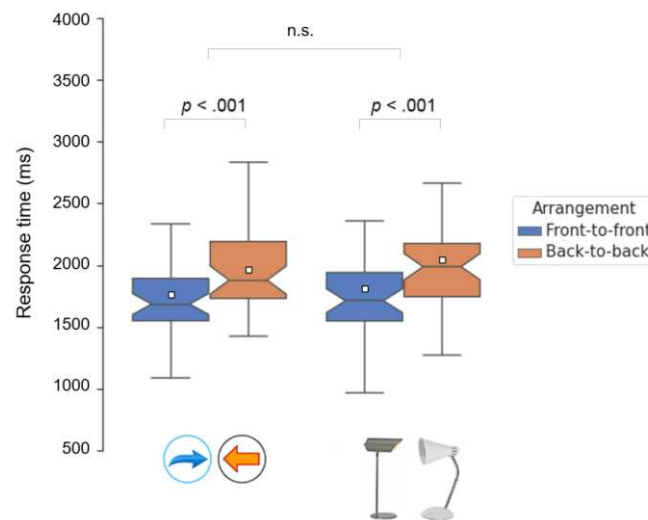 4000
n.s.
3500
p < .001
p < .001
3000
Response time (ms)
2500
Arrangement
Front-to-front
Back-to-back
2000
1500
1000
500